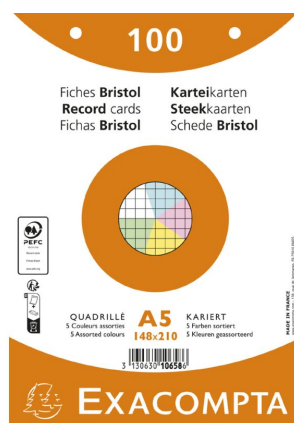 100
Fiches Bristol
Record cards
Fichas Bristol
Karteikarten
Steekkaarten
Schede Bristol
PEFC
QUADRILLÉ
5 Couleurs assorties
5 Assorted colours
A5
148x210
KARIERT
5 Farben sortiert
5 Kleuren geassorteerd
MADE IN FRANCE
3 130630 106586
EXACOMPTA